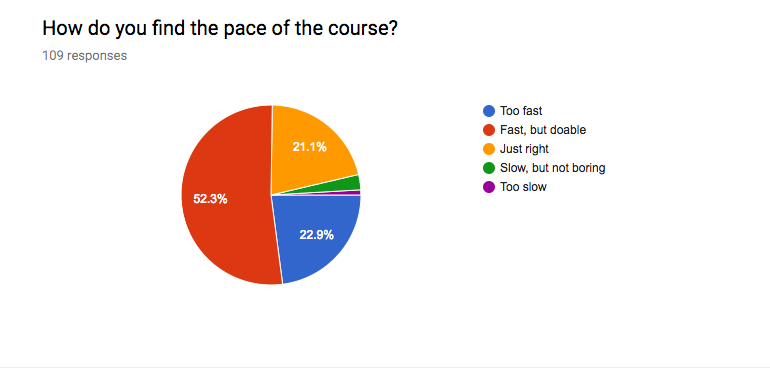 How do you find the pace of the course?
109 responses
Too fast
Fast, but doable
Just right
Slow, but not boring
Too slow
21.1%
52.3%
22.9%